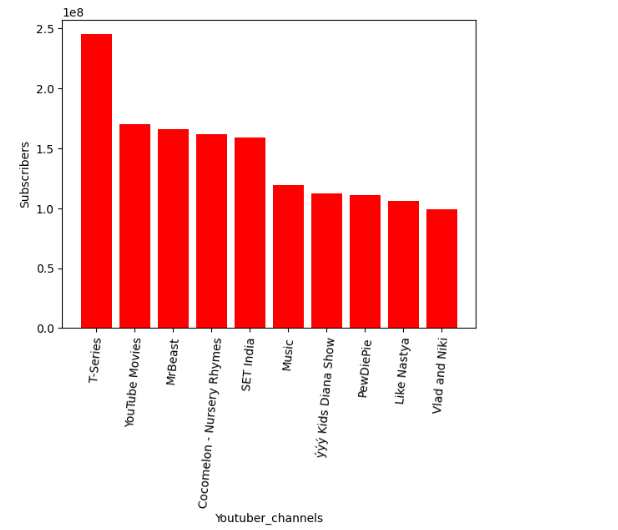 1e8
2.5
2.0
1.5
1.0
0.5
0.0
Subscribers
T-Series
YouTube Movies
MrBeast
Cocomelon - Nursery Rhymes
SET India
Music
ýýý Kids Diana Show
PewDiePie
Like Nastya
Vlad and Niki
Youtuber_channels